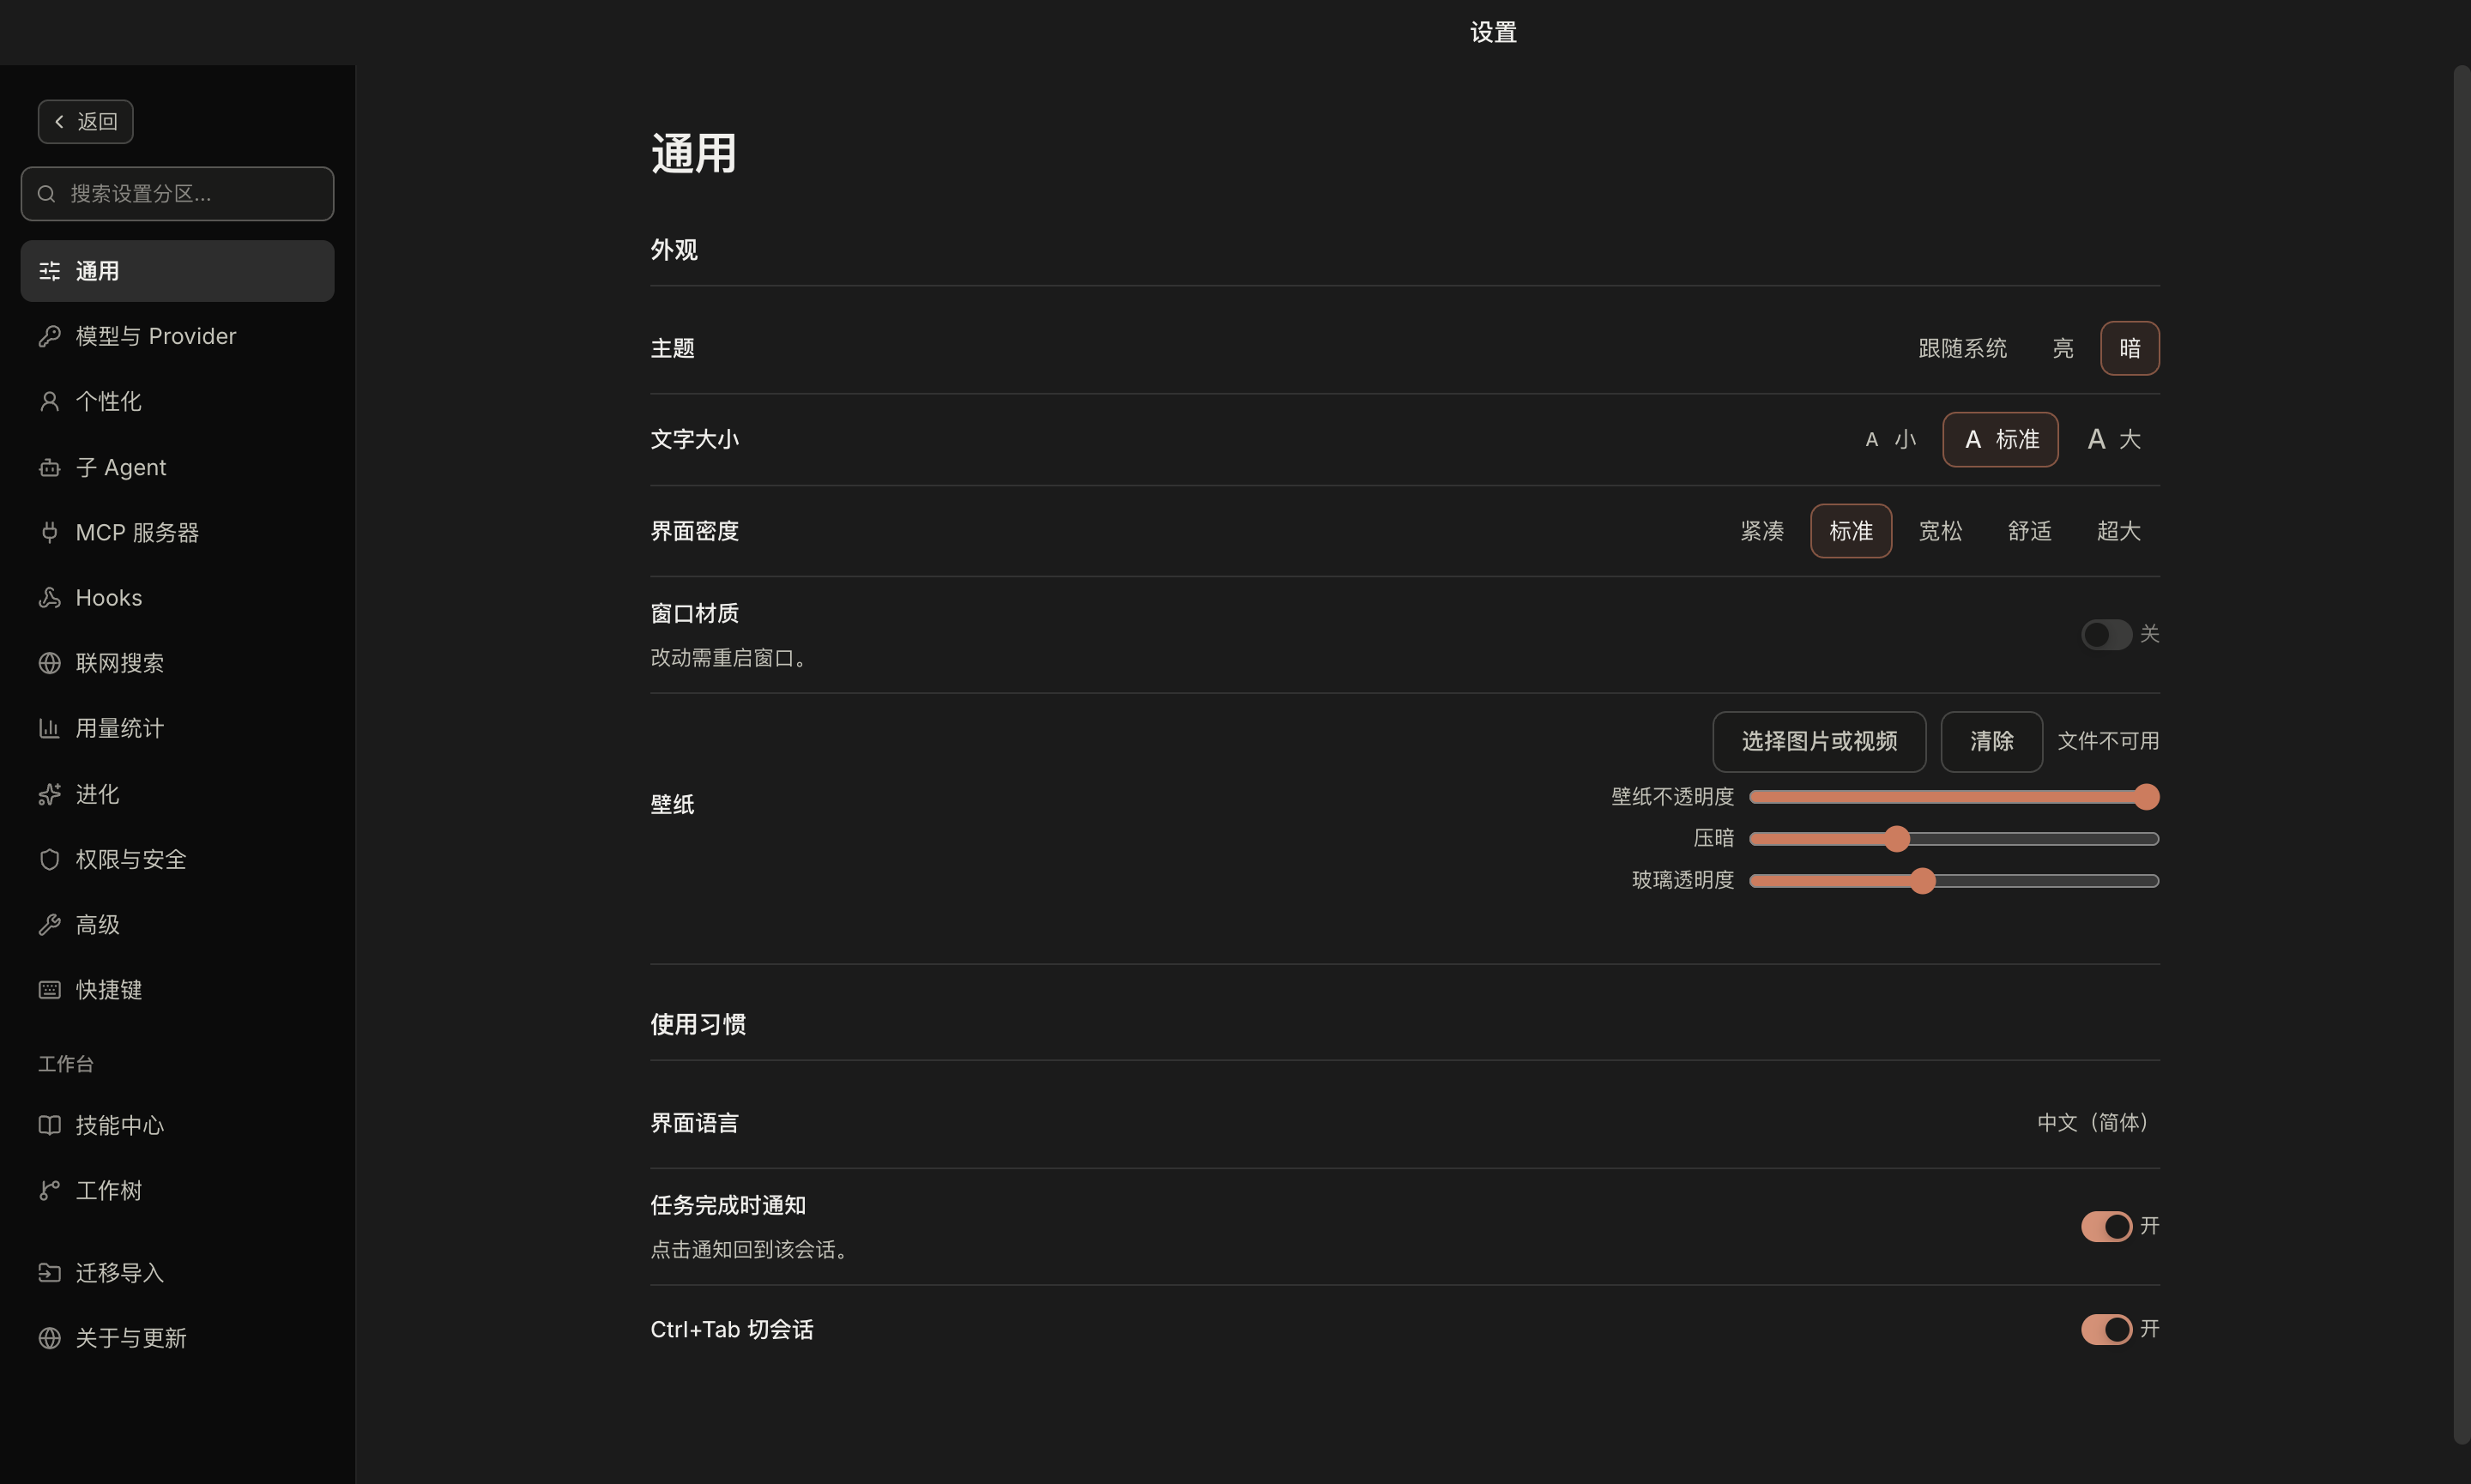 设置
返回
搜索设置分区...
通用
模型与 Provider
个性化
子 Agent
MCP 服务器
Hooks
联网搜索
用量统计
进化
权限与安全
高级
快捷键
工作台
技能中心
工作树
迁移导入
关于与更新
通用
外观
主题
跟随系统 亮 暗
文字大小
A 小 A 标准 A 大
界面密度
紧凑 标准 宽松 舒适 超大
窗口材质
改动需重启窗口。
关
壁纸
选择图片或视频 清除 文件不可用
壁纸不透明度
压暗
玻璃透明度
使用习惯
界面语言
中文（简体）
任务完成时通知
点击通知回到该会话。
开
Ctrl+Tab 切会话
开